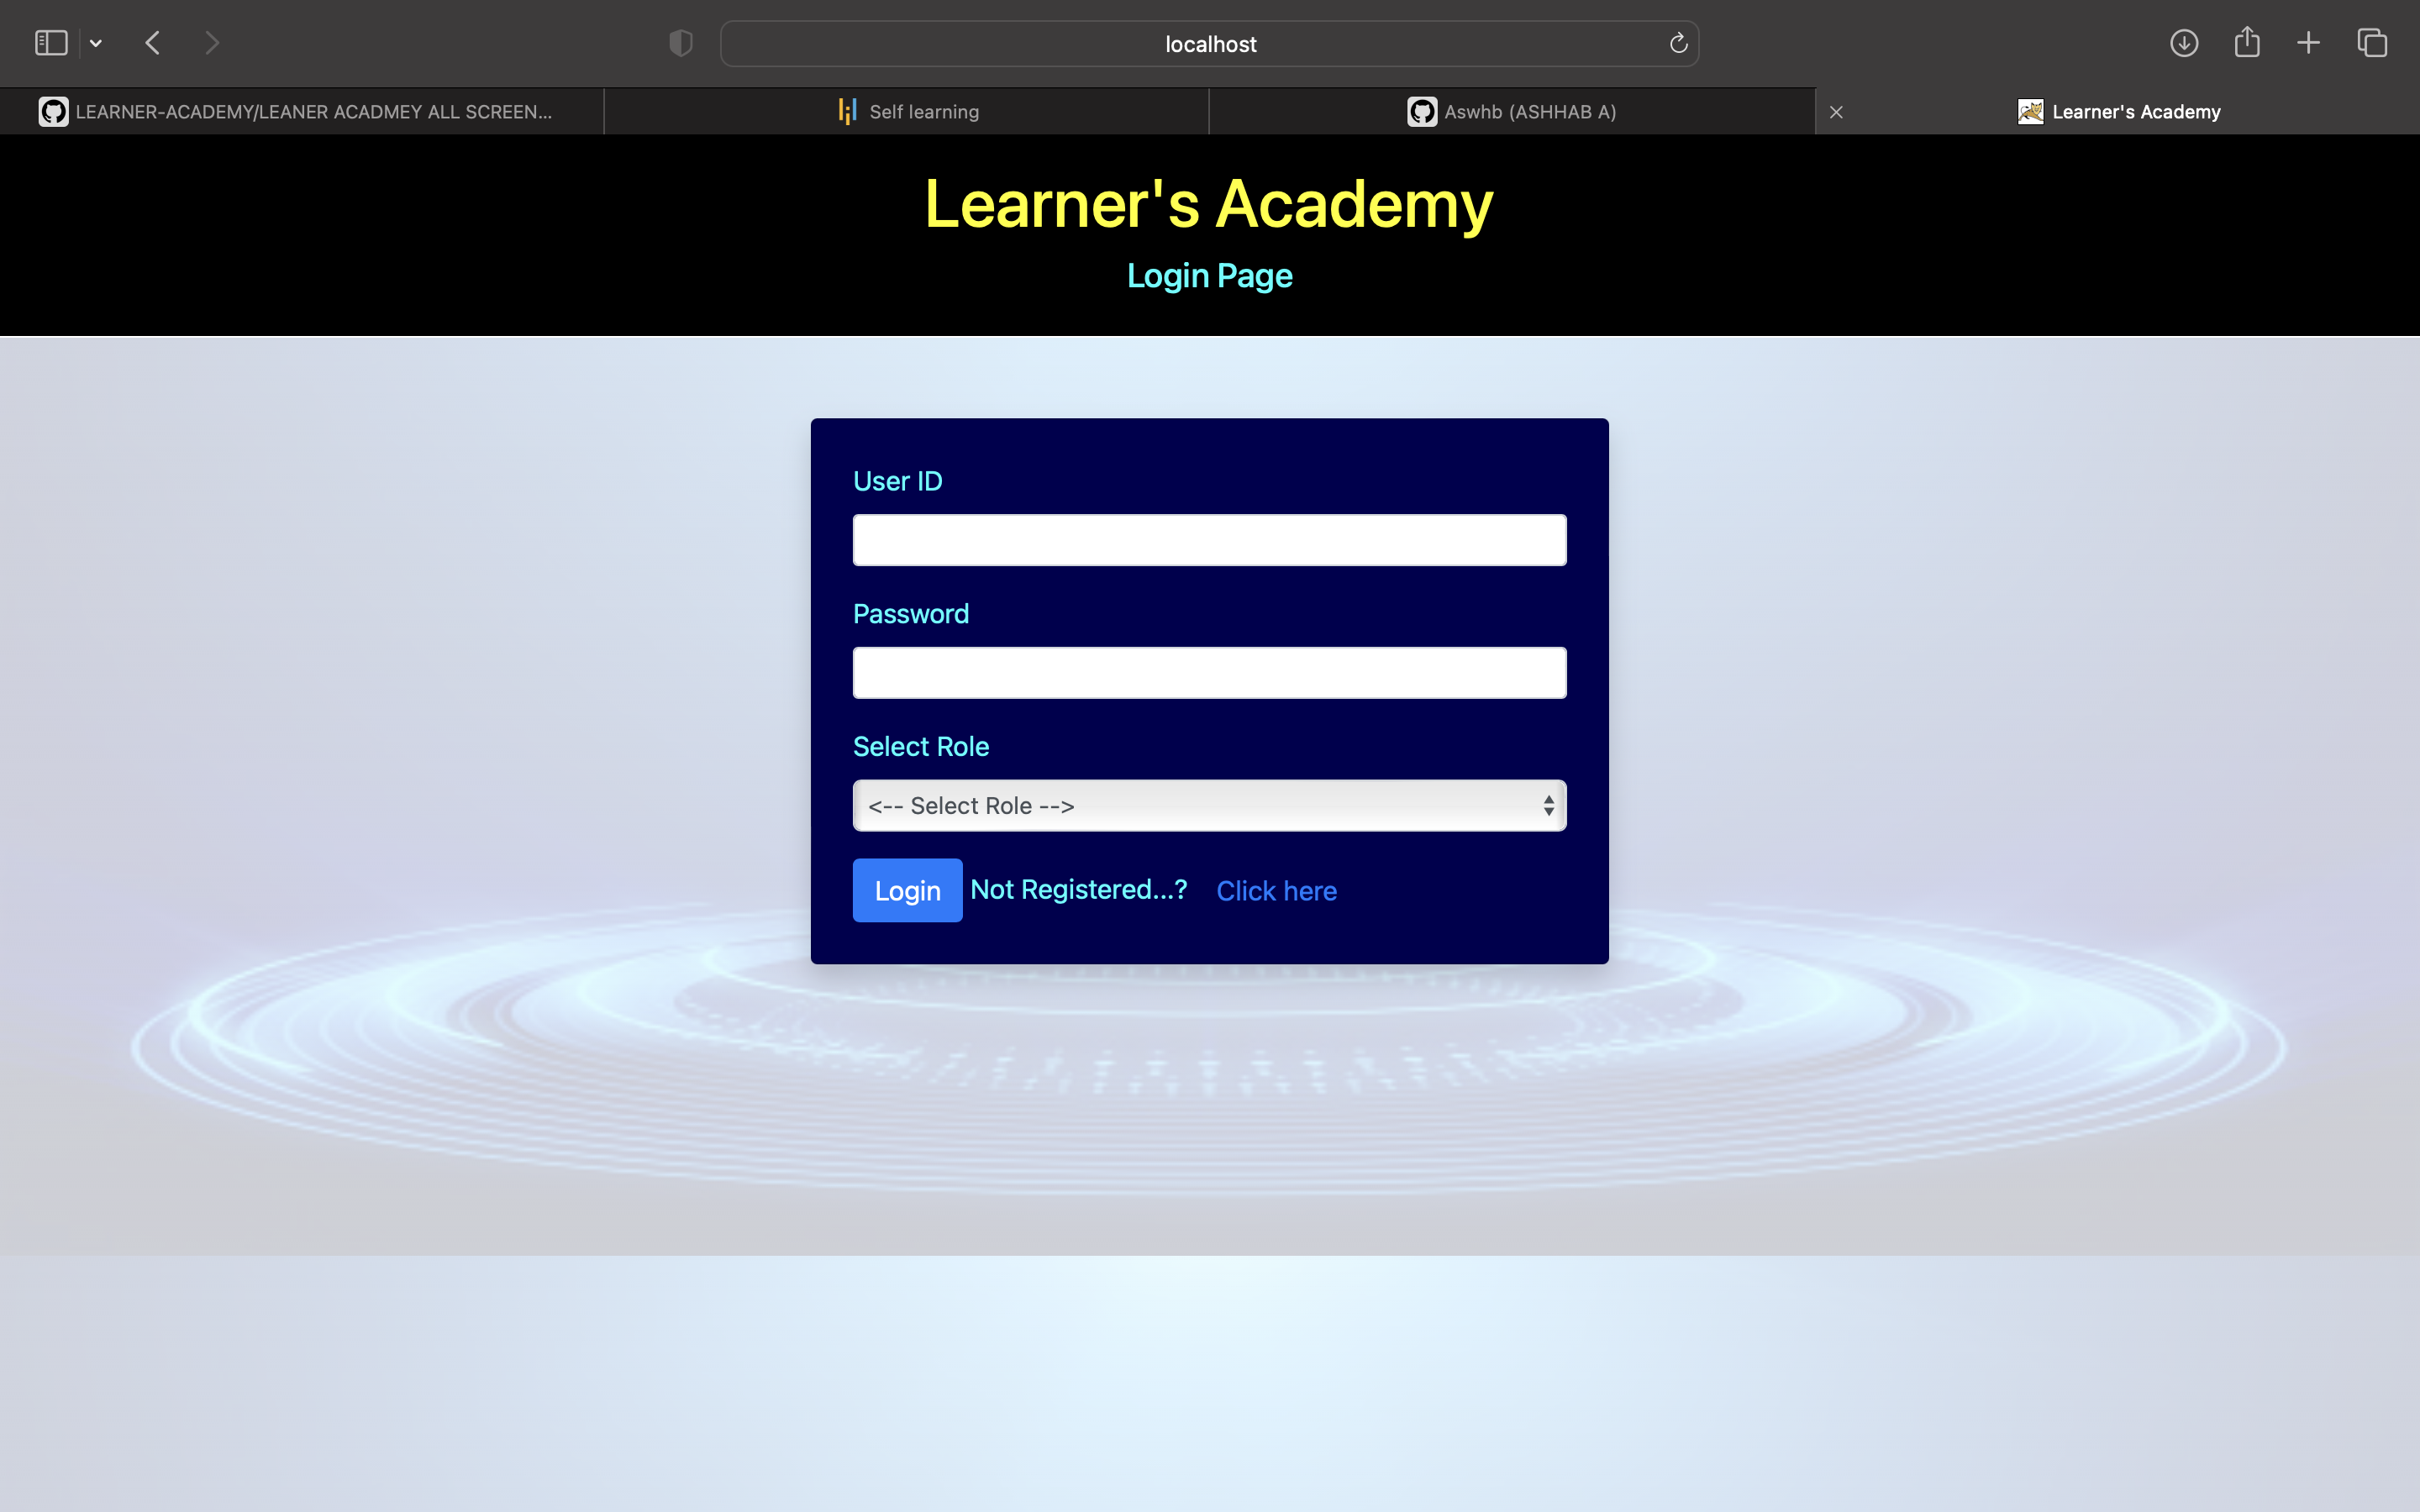 localhost
LEARNER-ACADEMY/LEANER ACADMEY ALL SCREEN...
Self learning
Aswhb (ASHHAB A)
Learner's Academy
Learner's Academy
Login Page
User ID
Password
Select Role
<-- Select Role -->
Login Not Registered...? Click here